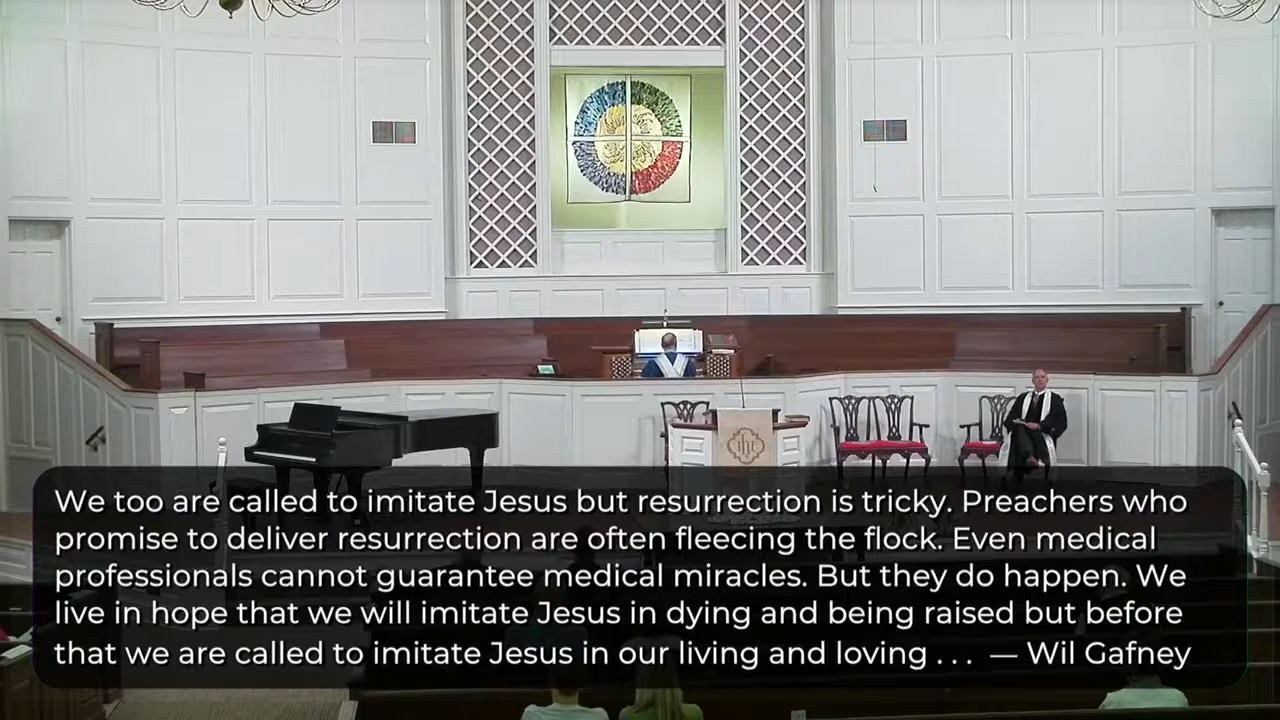 ihs
We too are called to imitate Jesus but resurrection is tricky. Preachers who
promise to deliver resurrection are often fleecing the flock. Even medical
professionals cannot guarantee medical miracles. But they do happen. We
live in hope that we will imitate Jesus in dying and being raised but before
that we are called to imitate Jesus in our living and loving . . . — Wil Gafney